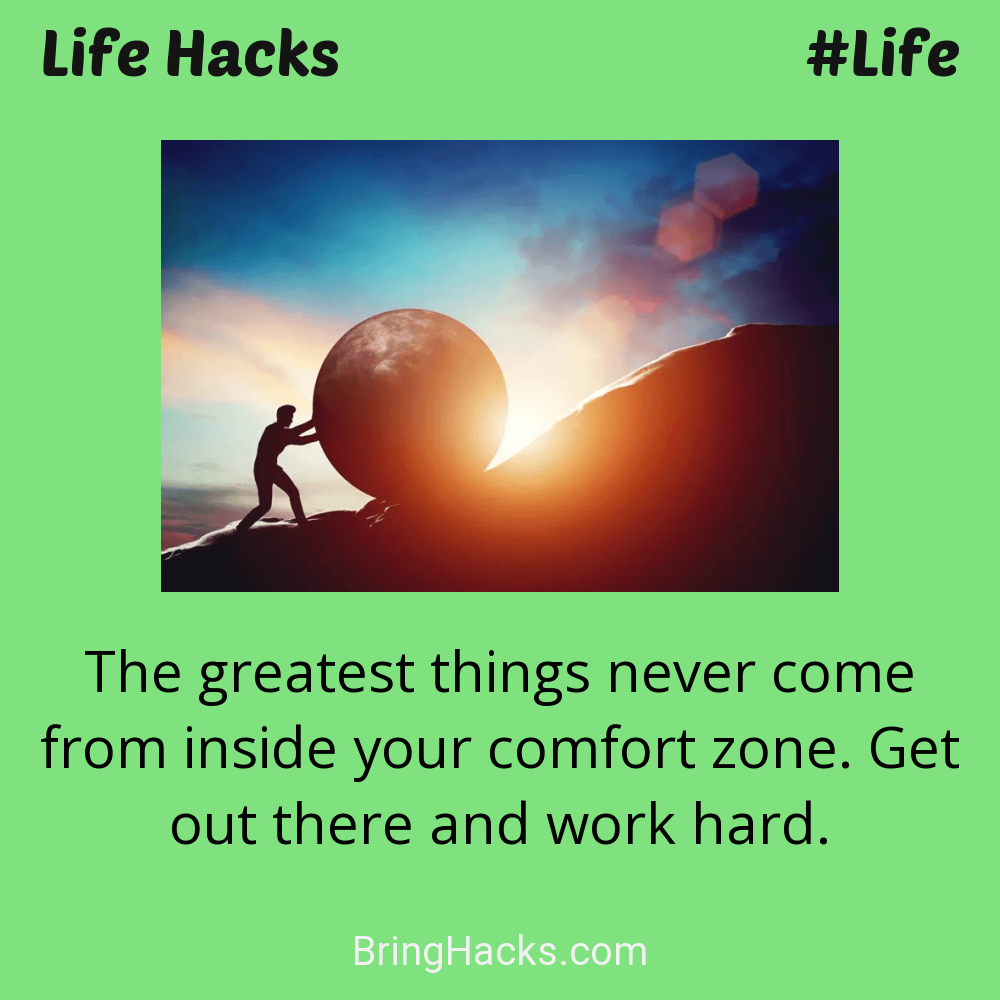 Life Hacks
#Life
The greatest things never come
from inside your comfort zone. Get
out there and work hard.
BringHacks.com